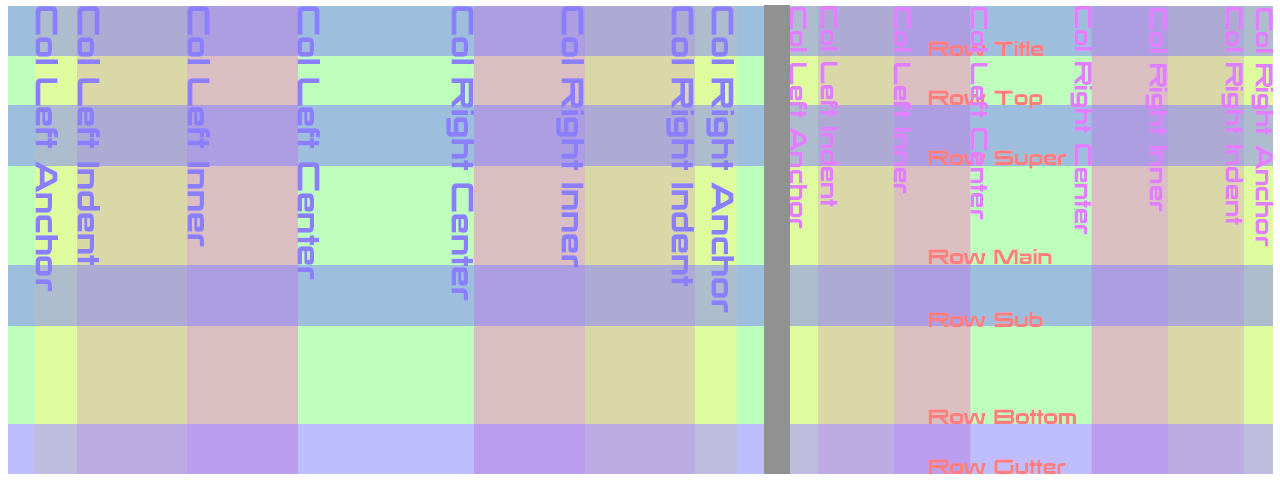 Col Left Anchor
Col Left Indent
Col Left Inner
Col Left Center
Col Right Center
Col Right Inner
Col Right Indent
Col Right Anchor
Col Left Anchor
Col Left Indent
Col Left Inner
Col Left Center
Col Right Center
Col Right Inner
Col Right Indent
Col Right Anchor
Row Title
Row Top
Row Super
Row Main
Row Sub
Row Bottom
Row Gutter